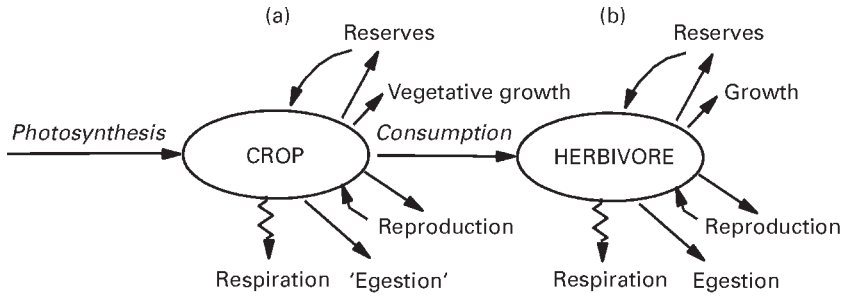 (a) (b)
Reserves Reserves
Vegetative growth Growth
Photosynthesis Consumption
CROP HERBIVORE
Reproduction Reproduction
Respiration 'Egestion' Respiration Egestion